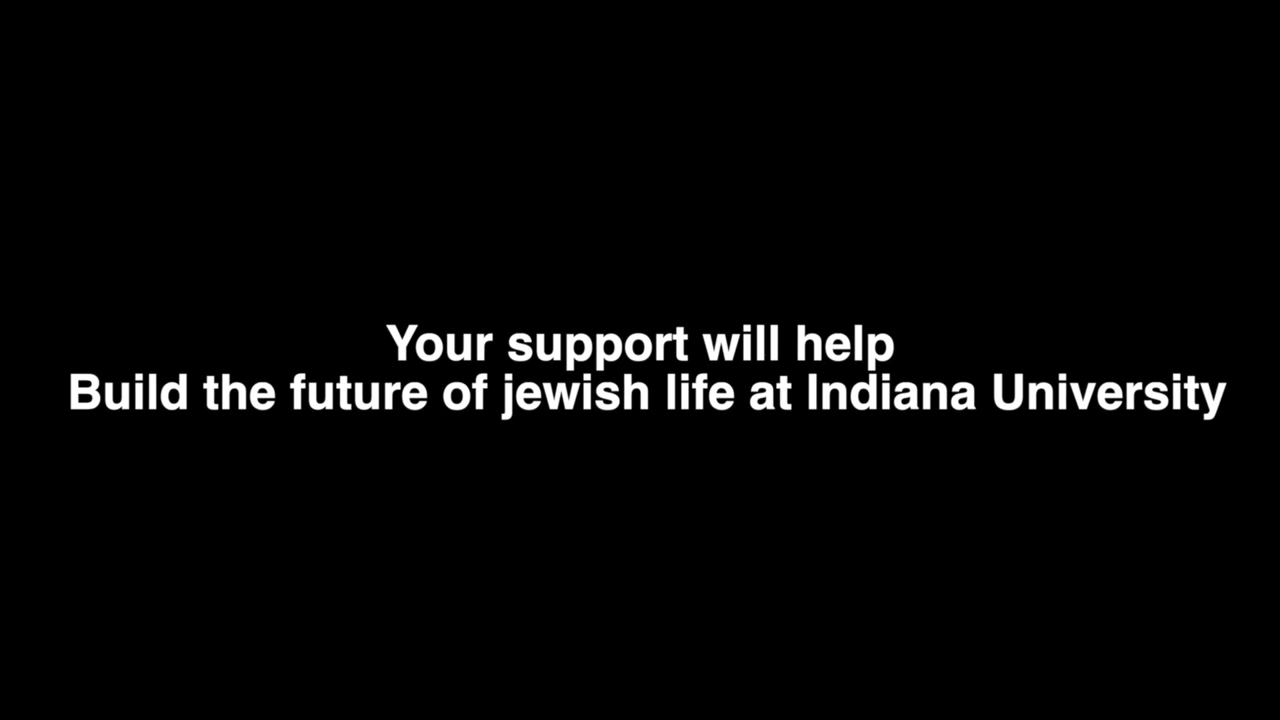 Your support will help
Build the future of jewish life at Indiana University